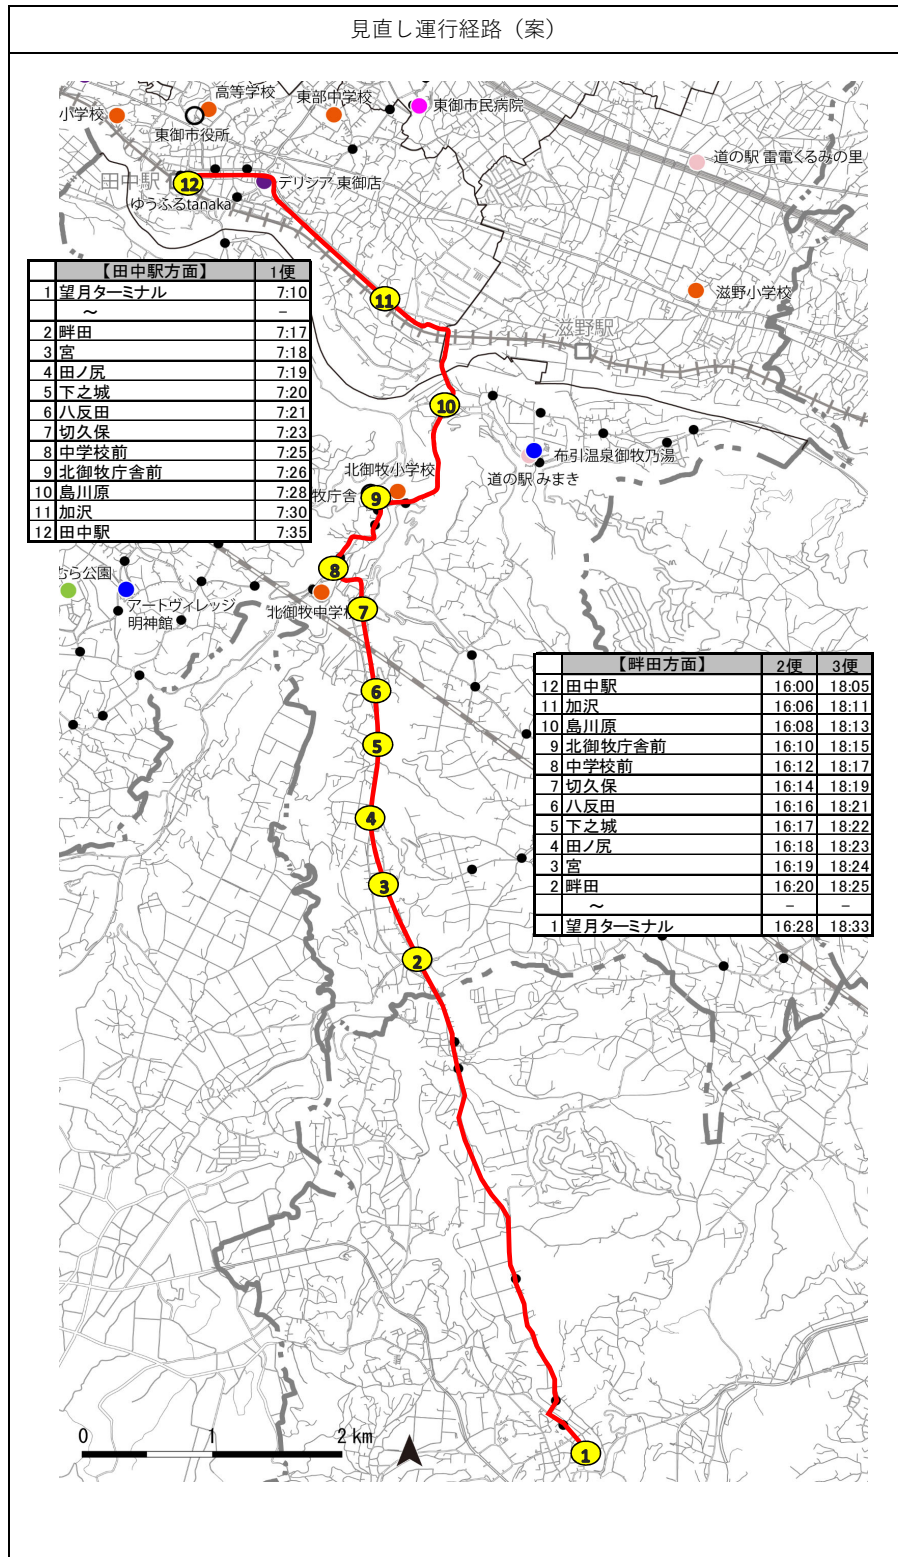 見直し運行経路（案）
高等学校
東部中学校
東御市民病院
小学校
東御市役所
道の駅 雷電くるみの里
田中駅
12
デリシア 東御店
ゆうふるtanaka
【田中駅方面】 1便
1 望月ターミナル 7:10
～ －
2 畔田 7:17
3 宮 7:18
4 田ノ尻 7:19
5 下之城 7:20
6 八反田 7:21
7 切久保 7:23
8 中学校前 7:25
9 北御牧庁舎前 7:26
10 島川原 7:28
11 加沢 7:30
12 田中駅 7:35
11
滋野小学校
滋野駅
10
布引温泉御牧乃湯
道の駅 みまき
北御牧小学校
牧庁舎
9
8
むら公園
アートヴィレッジ
明神館
北御牧中学校
7
6
5
4
3
2
【畔田方面】 2便 3便
12 田中駅 16:00 18:05
11 加沢 16:06 18:11
10 島川原 16:08 18:13
9 北御牧庁舎前 16:10 18:15
8 中学校前 16:12 18:17
7 切久保 16:14 18:19
6 八反田 16:16 18:21
5 下之城 16:17 18:22
4 田ノ尻 16:18 18:23
3 宮 16:19 18:24
2 畔田 16:20 18:25
～ － －
1 望月ターミナル 16:28 18:33
0 1 2 km
1